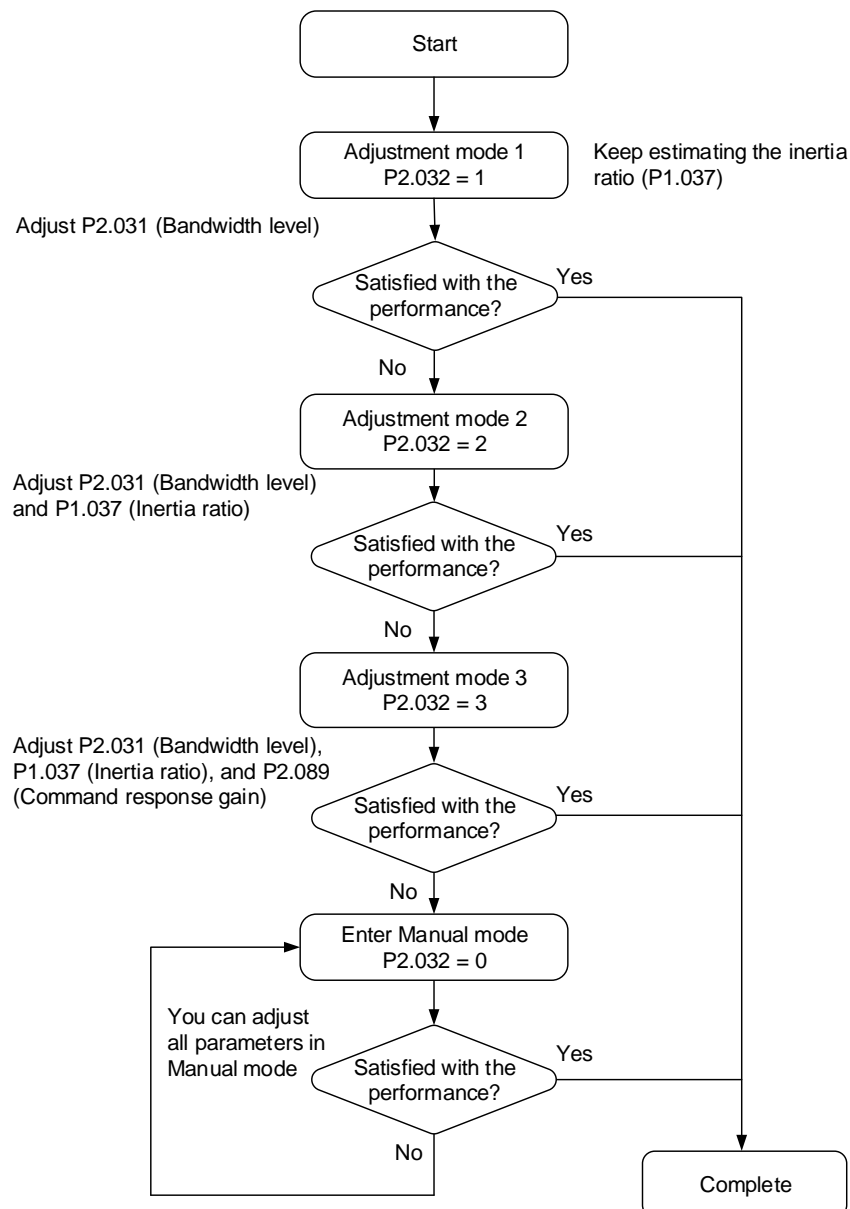 Start
Adjustment mode 1
P2.032 = 1
Keep estimating the inertia
ratio (P1.037)
Adjust P2.031 (Bandwidth level)
Satisfied with the
performance?
Yes
No
Adjustment mode 2
P2.032 = 2
Adjust P2.031 (Bandwidth level)
and P1.037 (Inertia ratio)
Satisfied with the
performance?
Yes
No
Adjustment mode 3
P2.032 = 3
Adjust P2.031 (Bandwidth level),
P1.037 (Inertia ratio), and P2.089
(Command response gain)
Satisfied with the
performance?
Yes
No
Enter Manual mode
P2.032 = 0
You can adjust
all parameters in
Manual mode
Satisfied with the
performance?
Yes
No
Complete